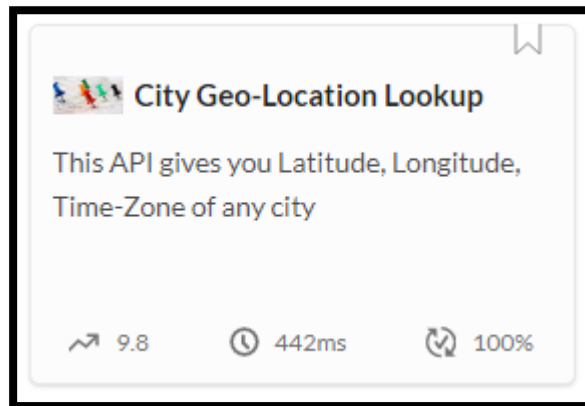 City Geo-Location Lookup
This API gives you Latitude, Longitude,
Time-Zone of any city
9.8 442ms 100%